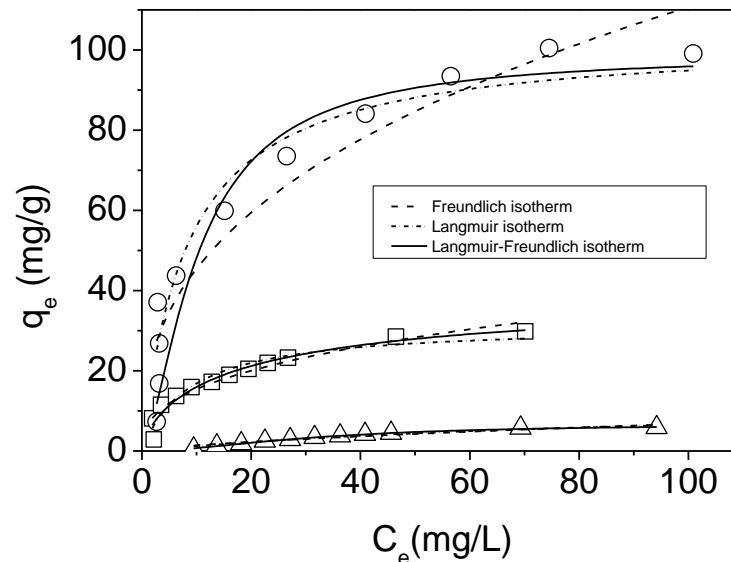 100
80
60
40
20
0
q_e (mg/g)
Freundlich isotherm
Langmuir isotherm
Langmuir-Freundlich isotherm
0 20 40 60 80 100
C_e(mg/L)